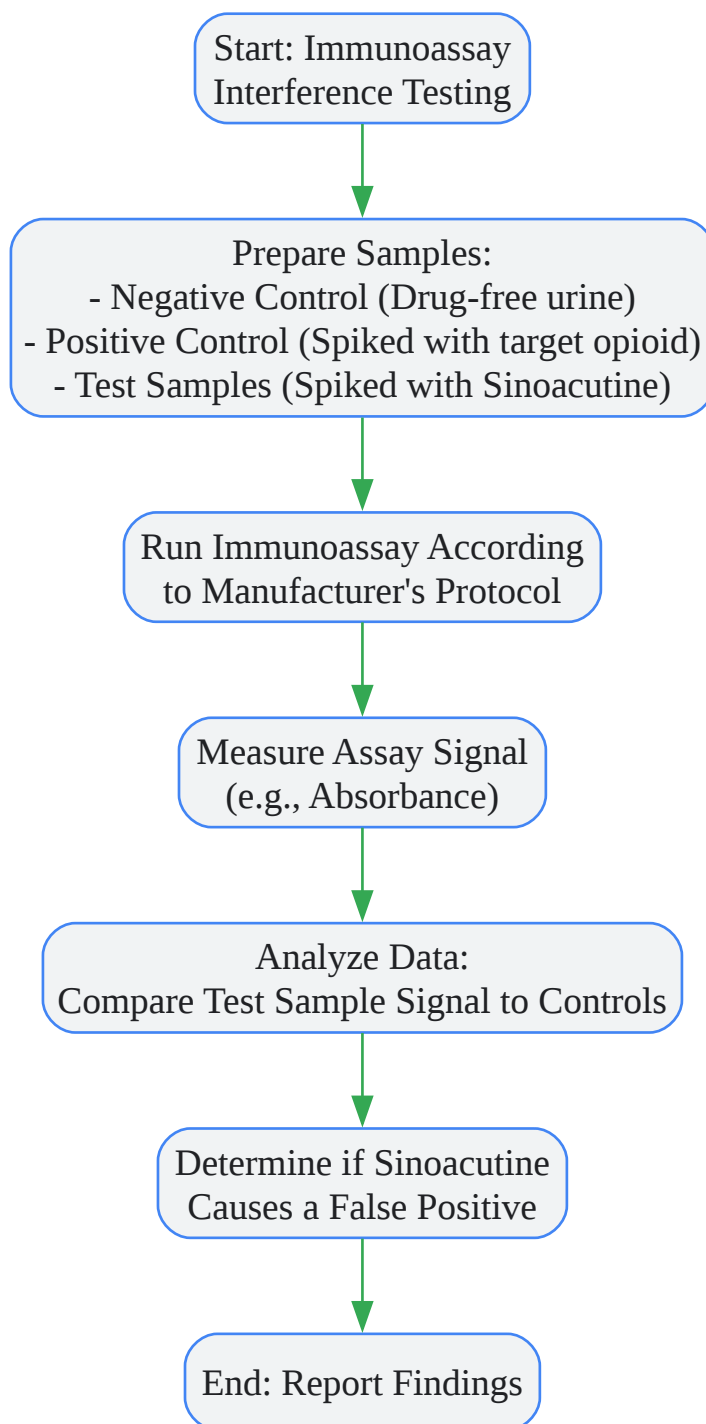 Start: Immunoassay
Interference Testing
Prepare Samples:
- Negative Control (Drug-free urine)
- Positive Control (Spiked with target opioid)
- Test Samples (Spiked with Sinoacutine)
Run Immunoassay According
to Manufacturer's Protocol
Measure Assay Signal
(e.g., Absorbance)
Analyze Data:
Compare Test Sample Signal to Controls
Determine if Sinoacutine
Causes a False Positive
End: Report Findings